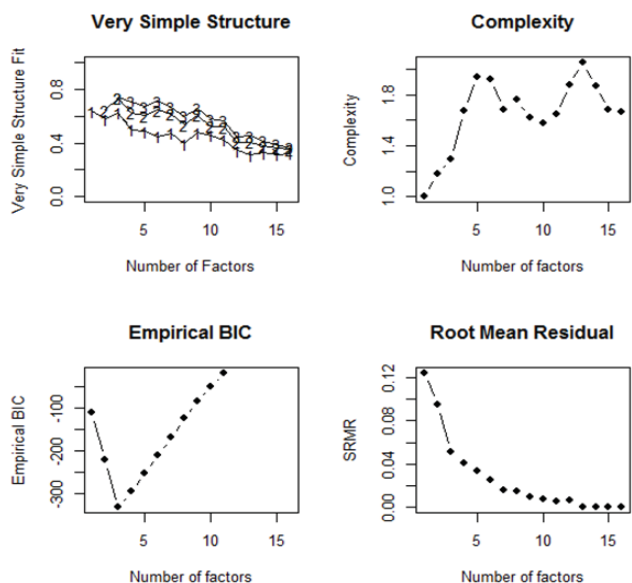 Very Simple Structure
Very Simple Structure Fit
0.0 0.4 0.8
5 10 15
Number of Factors
Complexity
Complexity
1.0 1.4 1.8
5 10 15
Number of factors
Empirical BIC
Empirical BIC
-300 -200 -100
5 10 15
Number of factors
Root Mean Residual
SRMR
0.00 0.04 0.12
5 10 15
Number of factors